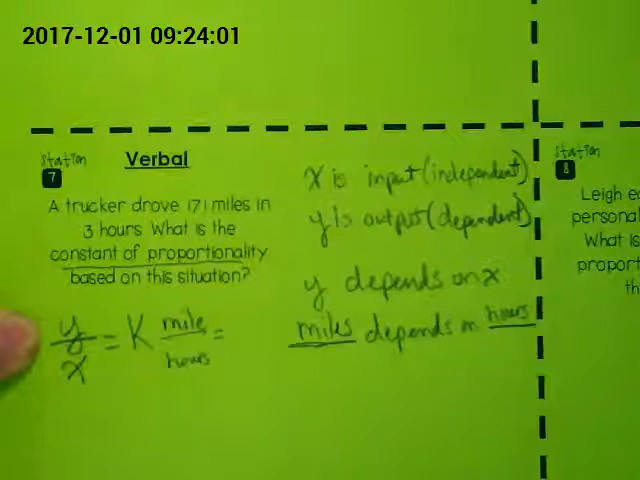 2017-12-01 09:24:01
Station
7
Verbal
A trucker drove 171 miles in
3 hours What is the
constant of proportionality
based on this situation?
y/x = K mile/hours =
x is input (independent)
y is output (dependent)
y depends on x
miles depends on hours
Station
8
Leigh
personal
What is
proport
th